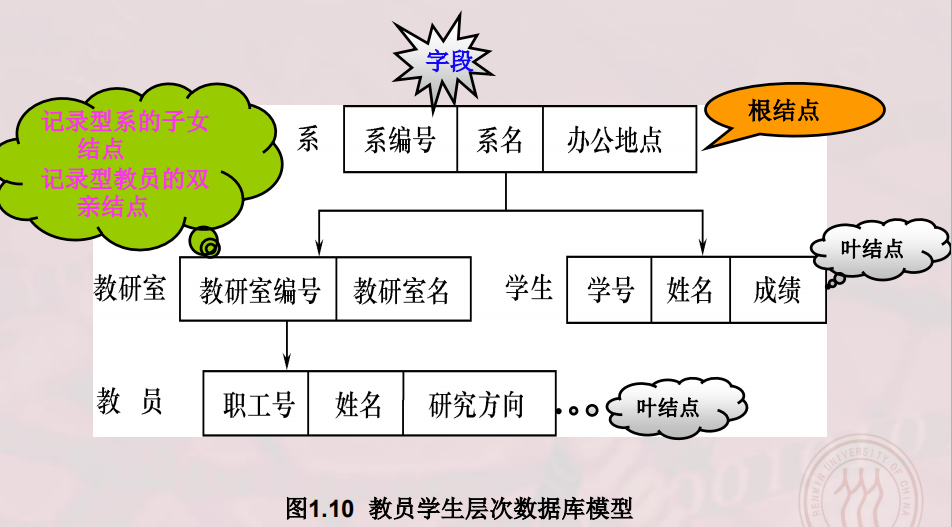 字段
记录型系的子女
结点
记录型教员的双
亲结点
系
系编号 系名 办公地点
根结点
教研室
教研室编号 教研室名
学生
学号 姓名 成绩
叶结点
教 员
职工号 姓名 研究方向
叶结点
图1.10 教员学生层次数据库模型
RENMIN UNIVERSITY OF CHINA